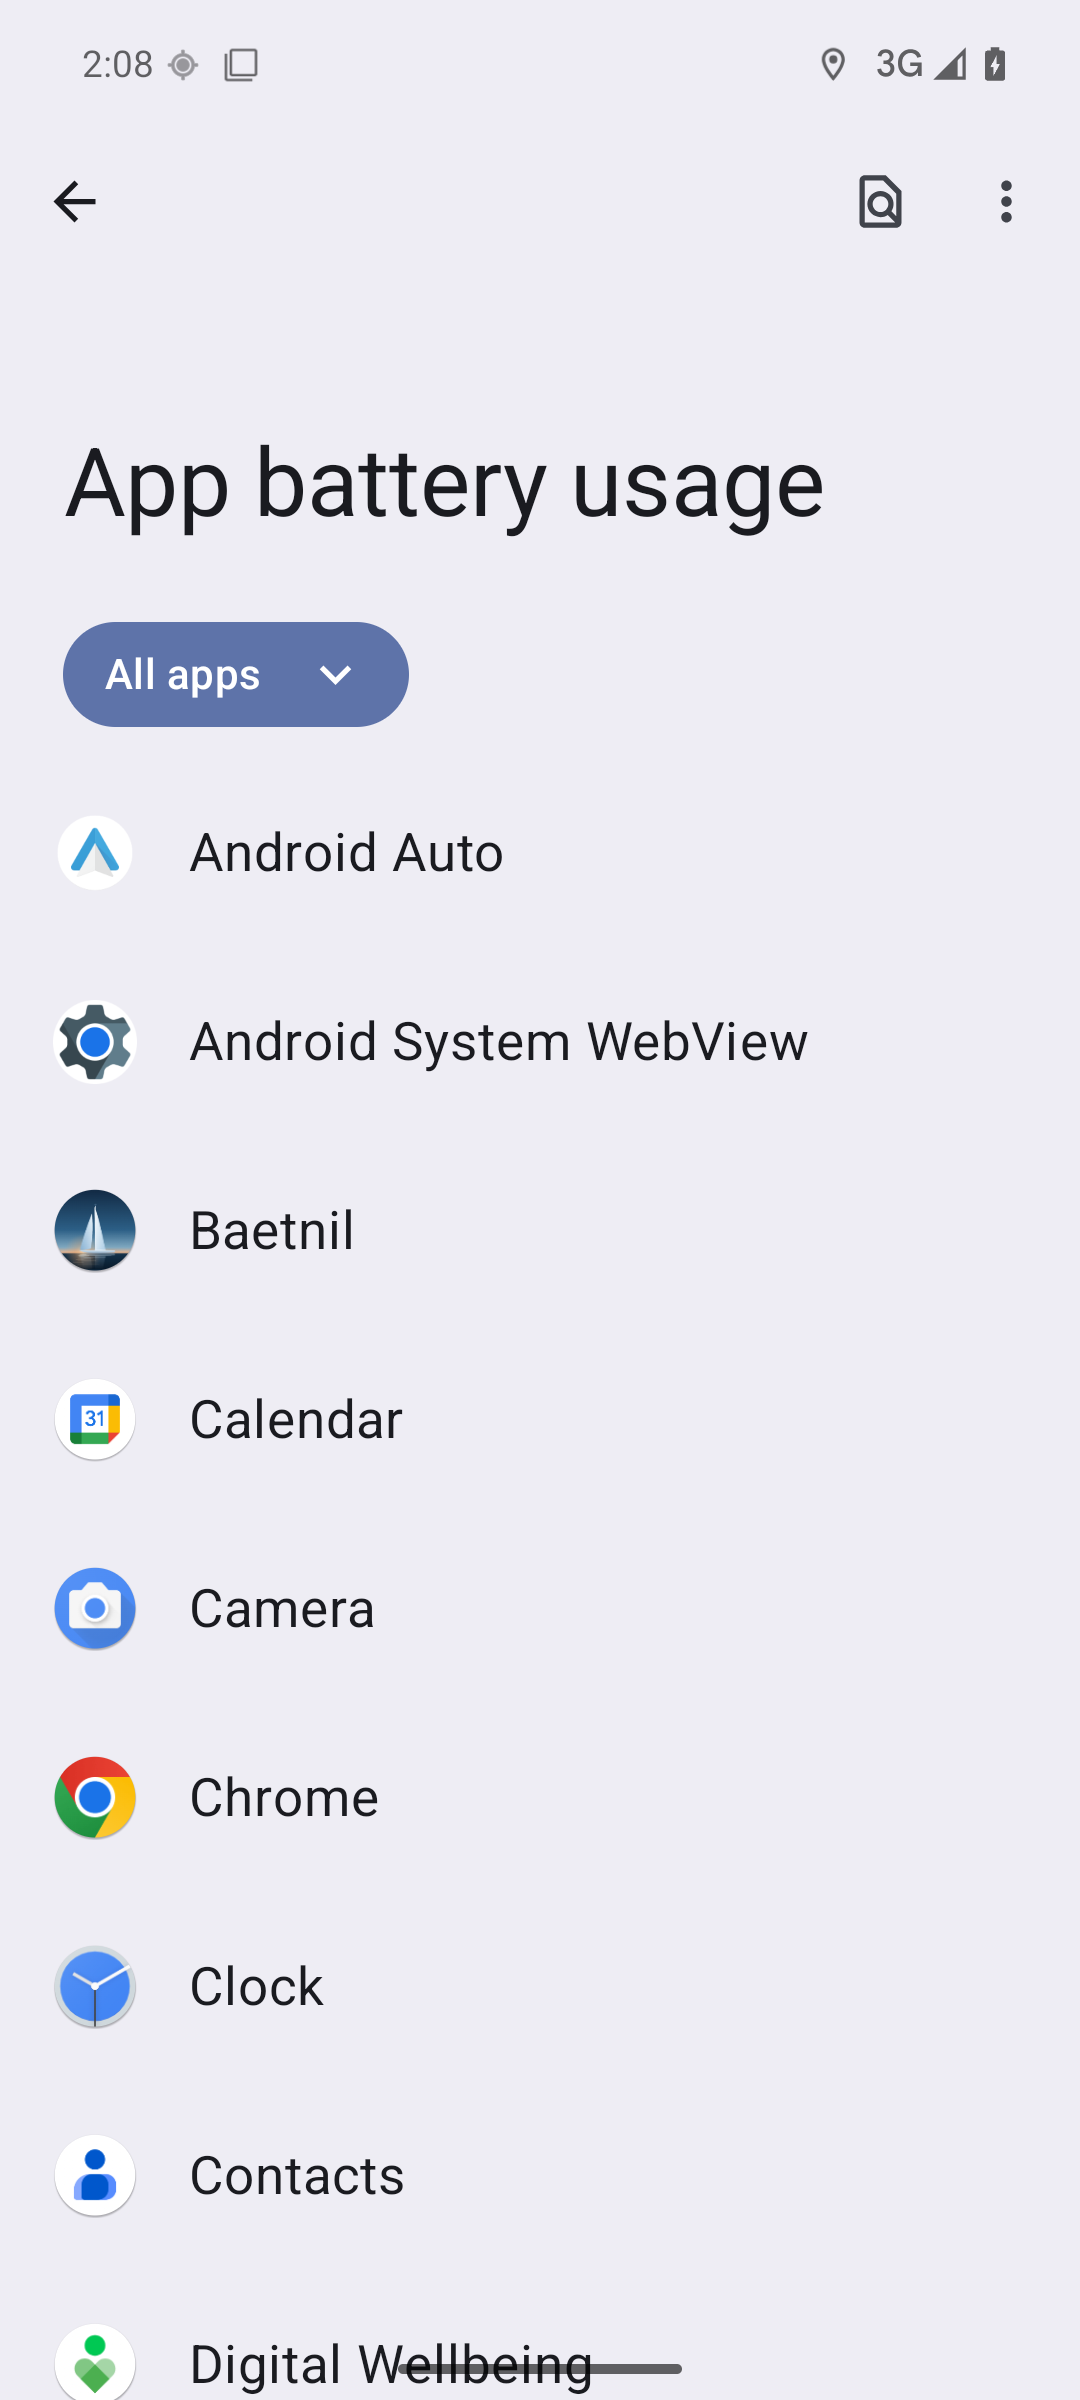 2:08
3G
App battery usage
All apps
Android Auto
Android System WebView
Baetnil
31
Calendar
Camera
Chrome
Clock
Contacts
Digital Wellbeing